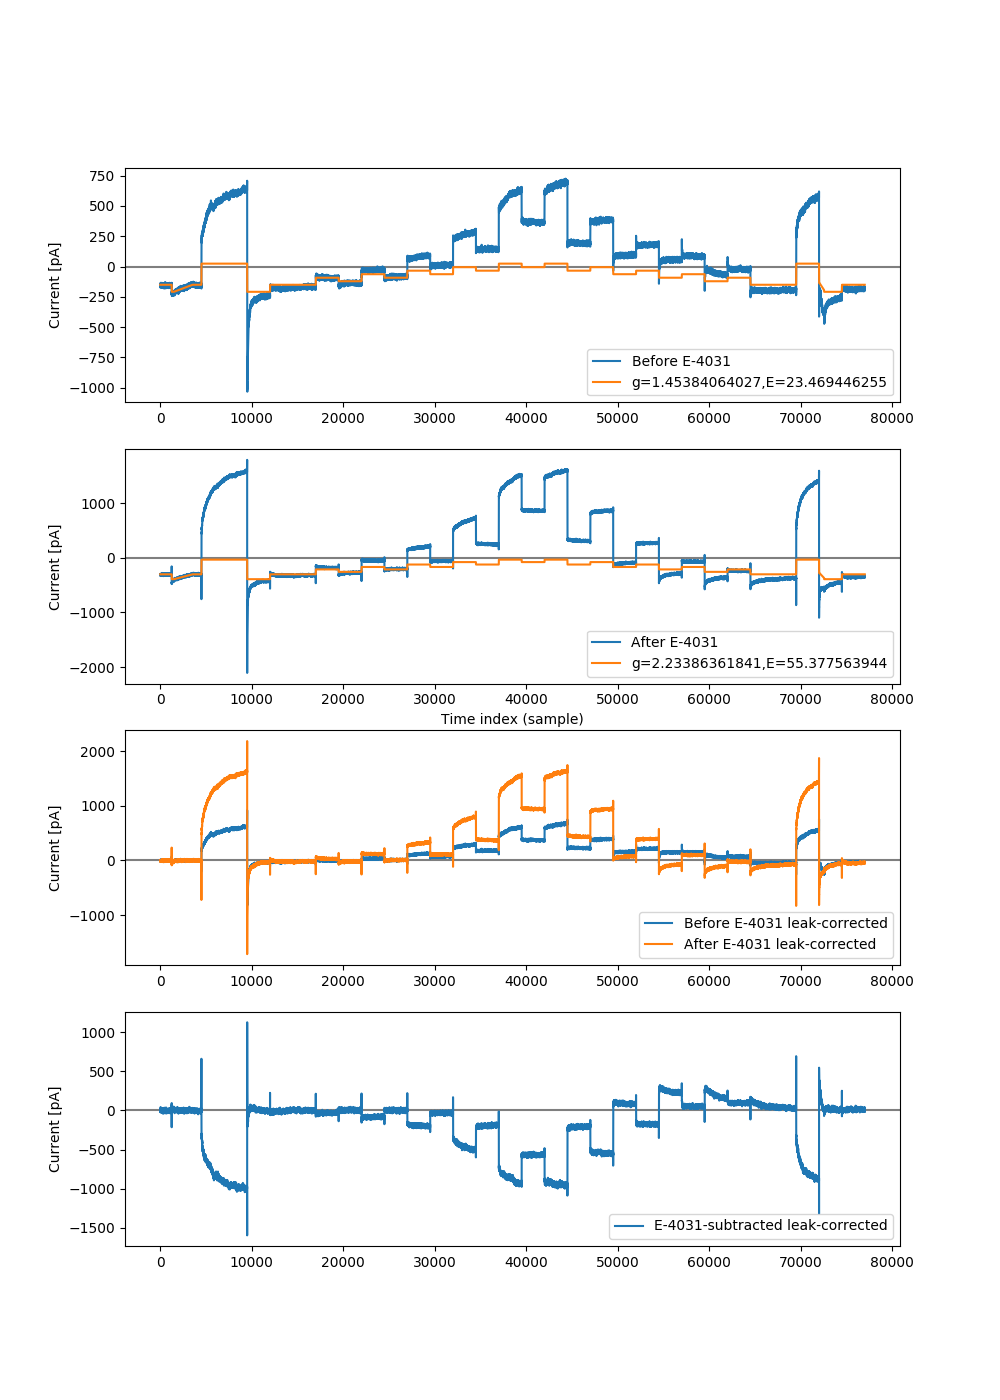 750
500
250
0
−250
−500
−750
−1000
Current [pA]
Before E-4031
g=1.45384064027,E=23.469446255
0 10000 20000 30000 40000 50000 60000 70000 80000
1000
0
−1000
−2000
Current [pA]
After E-4031
g=2.23386361841,E=55.377563944
0 10000 20000 30000 40000 50000 60000 70000 80000
Time index (sample)
2000
1000
0
−1000
Current [pA]
Before E-4031 leak-corrected
After E-4031 leak-corrected
0 10000 20000 30000 40000 50000 60000 70000 80000
1000
500
0
−500
−1000
−1500
Current [pA]
E-4031-subtracted leak-corrected
0 10000 20000 30000 40000 50000 60000 70000 80000